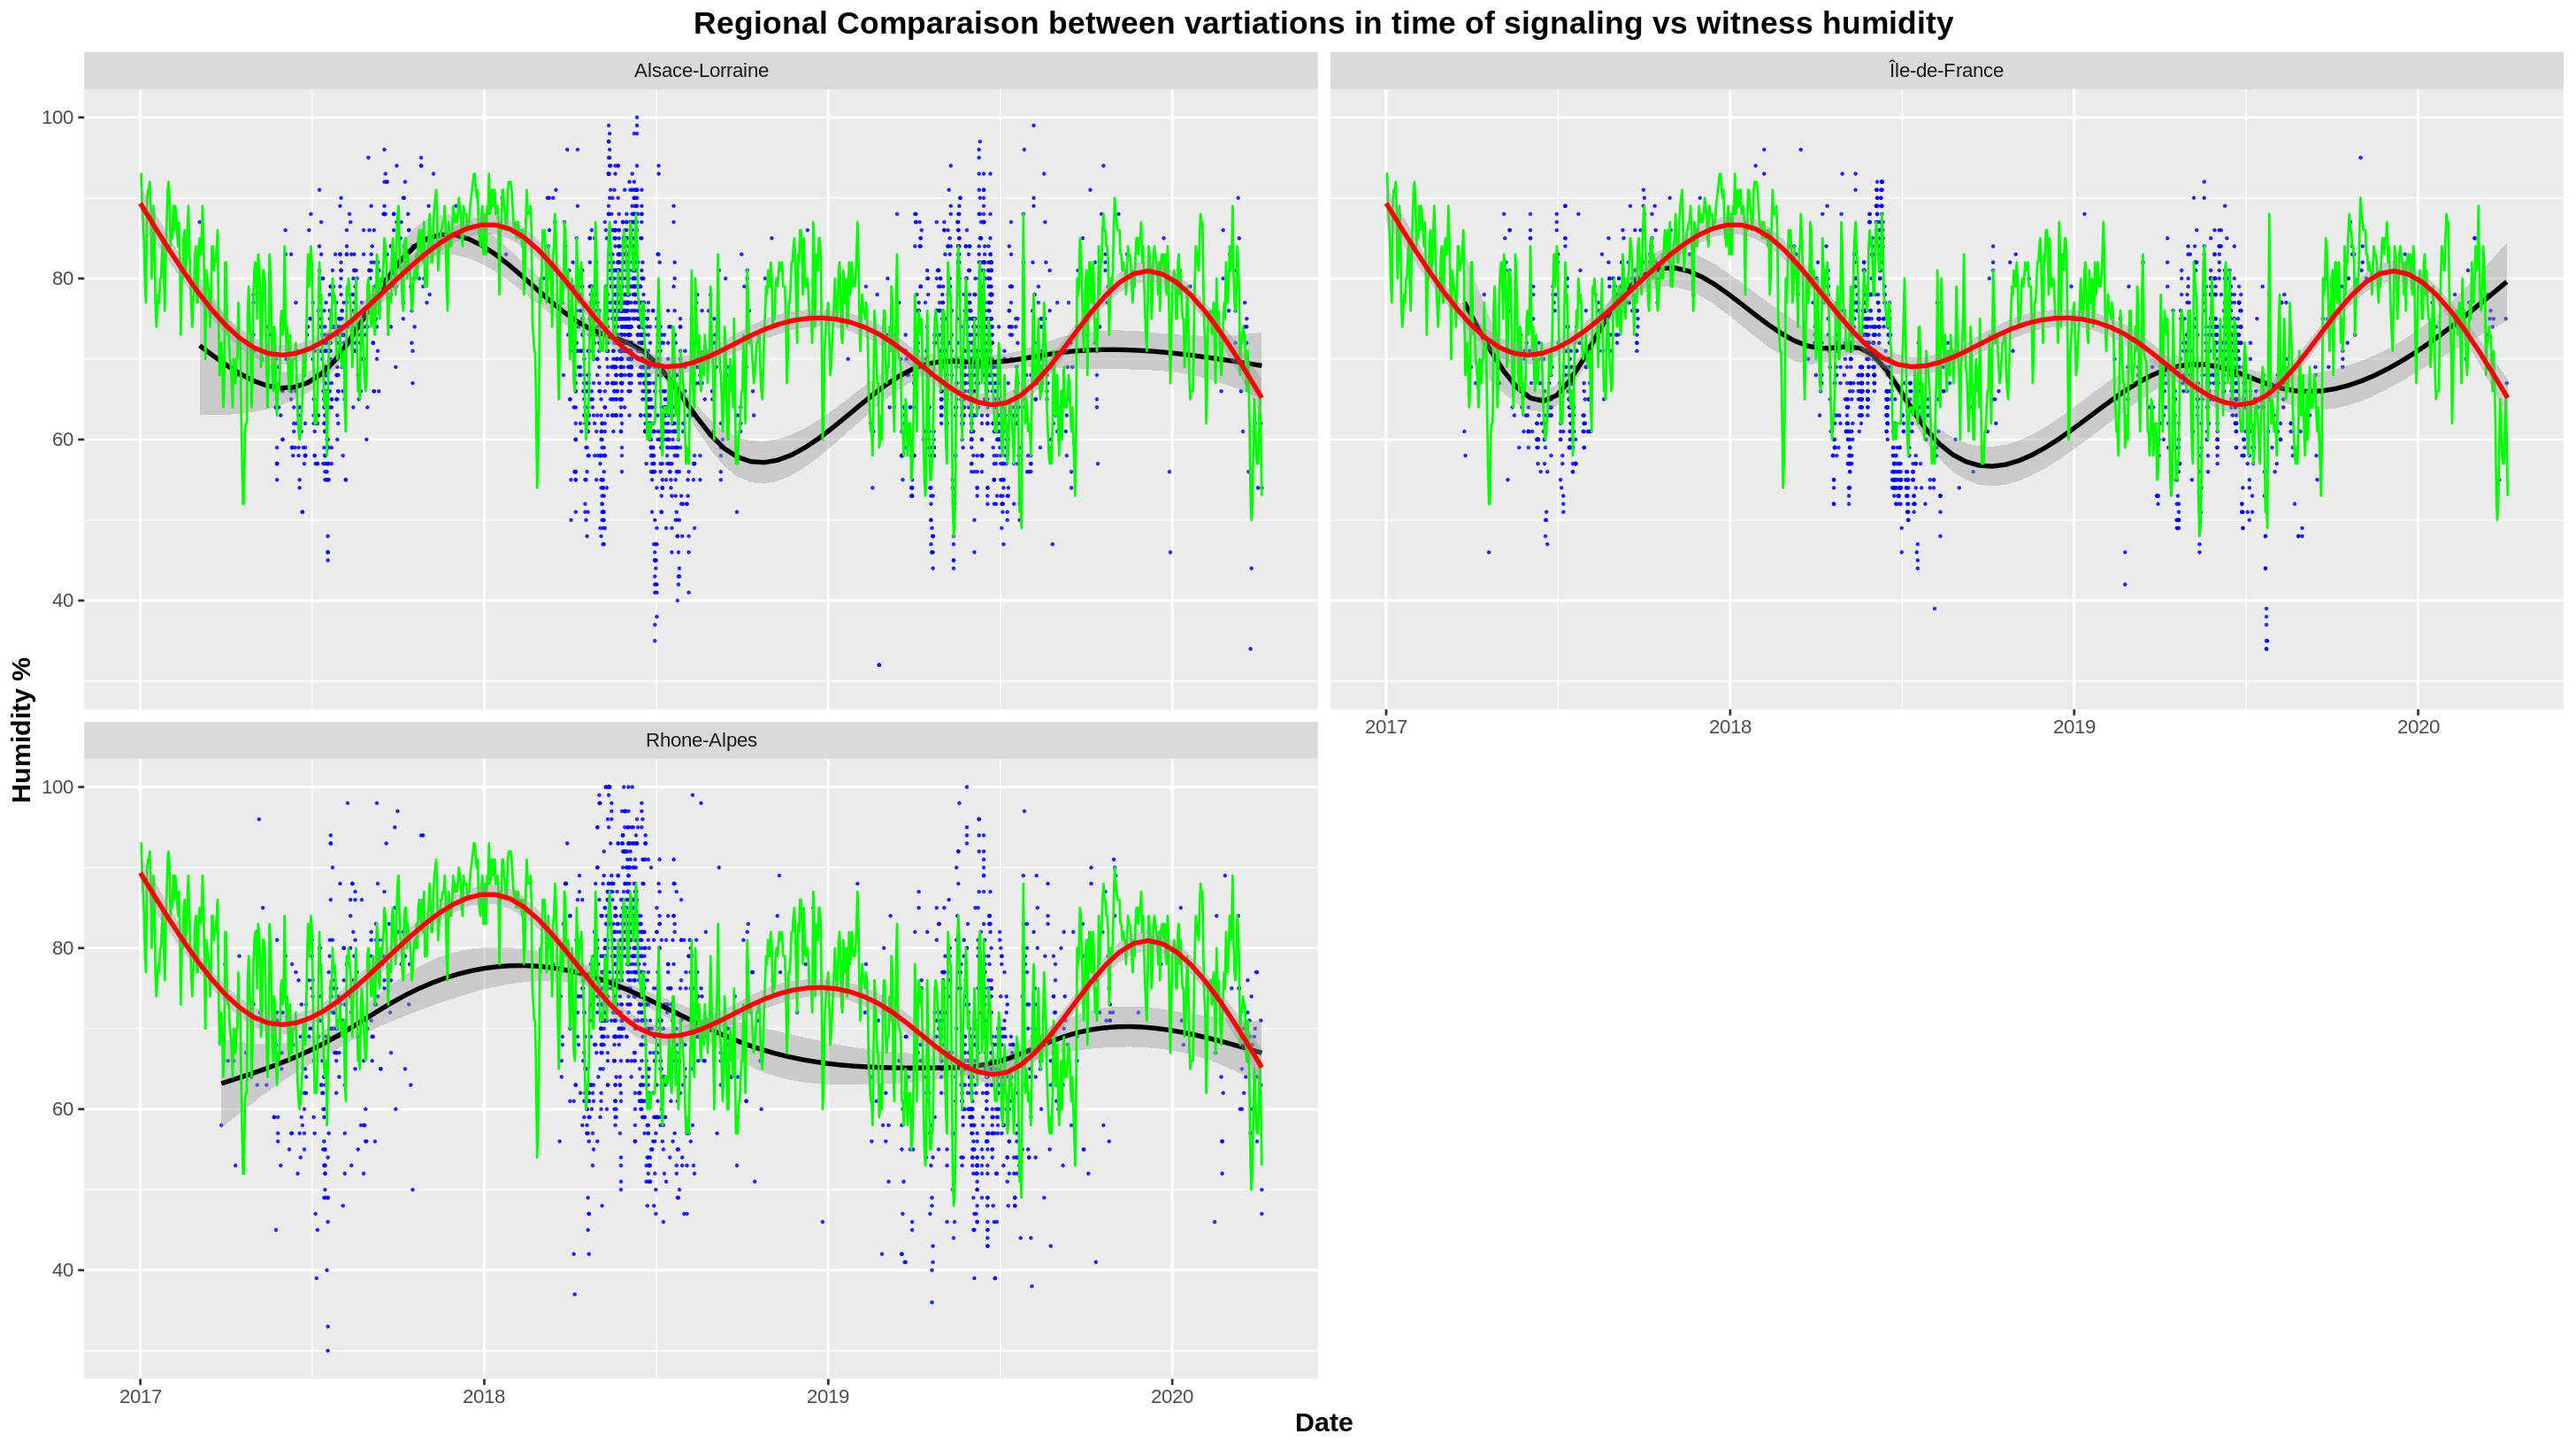 Regional Comparaison between vartiations in time of signaling vs witness humidity
Alsace-Lorraine
Île-de-France
100
80
60
40
2017
2018
2019
2020
Rhone-Alpes
Humidity %
100
80
60
40
2017
2018
2019
2020
Date